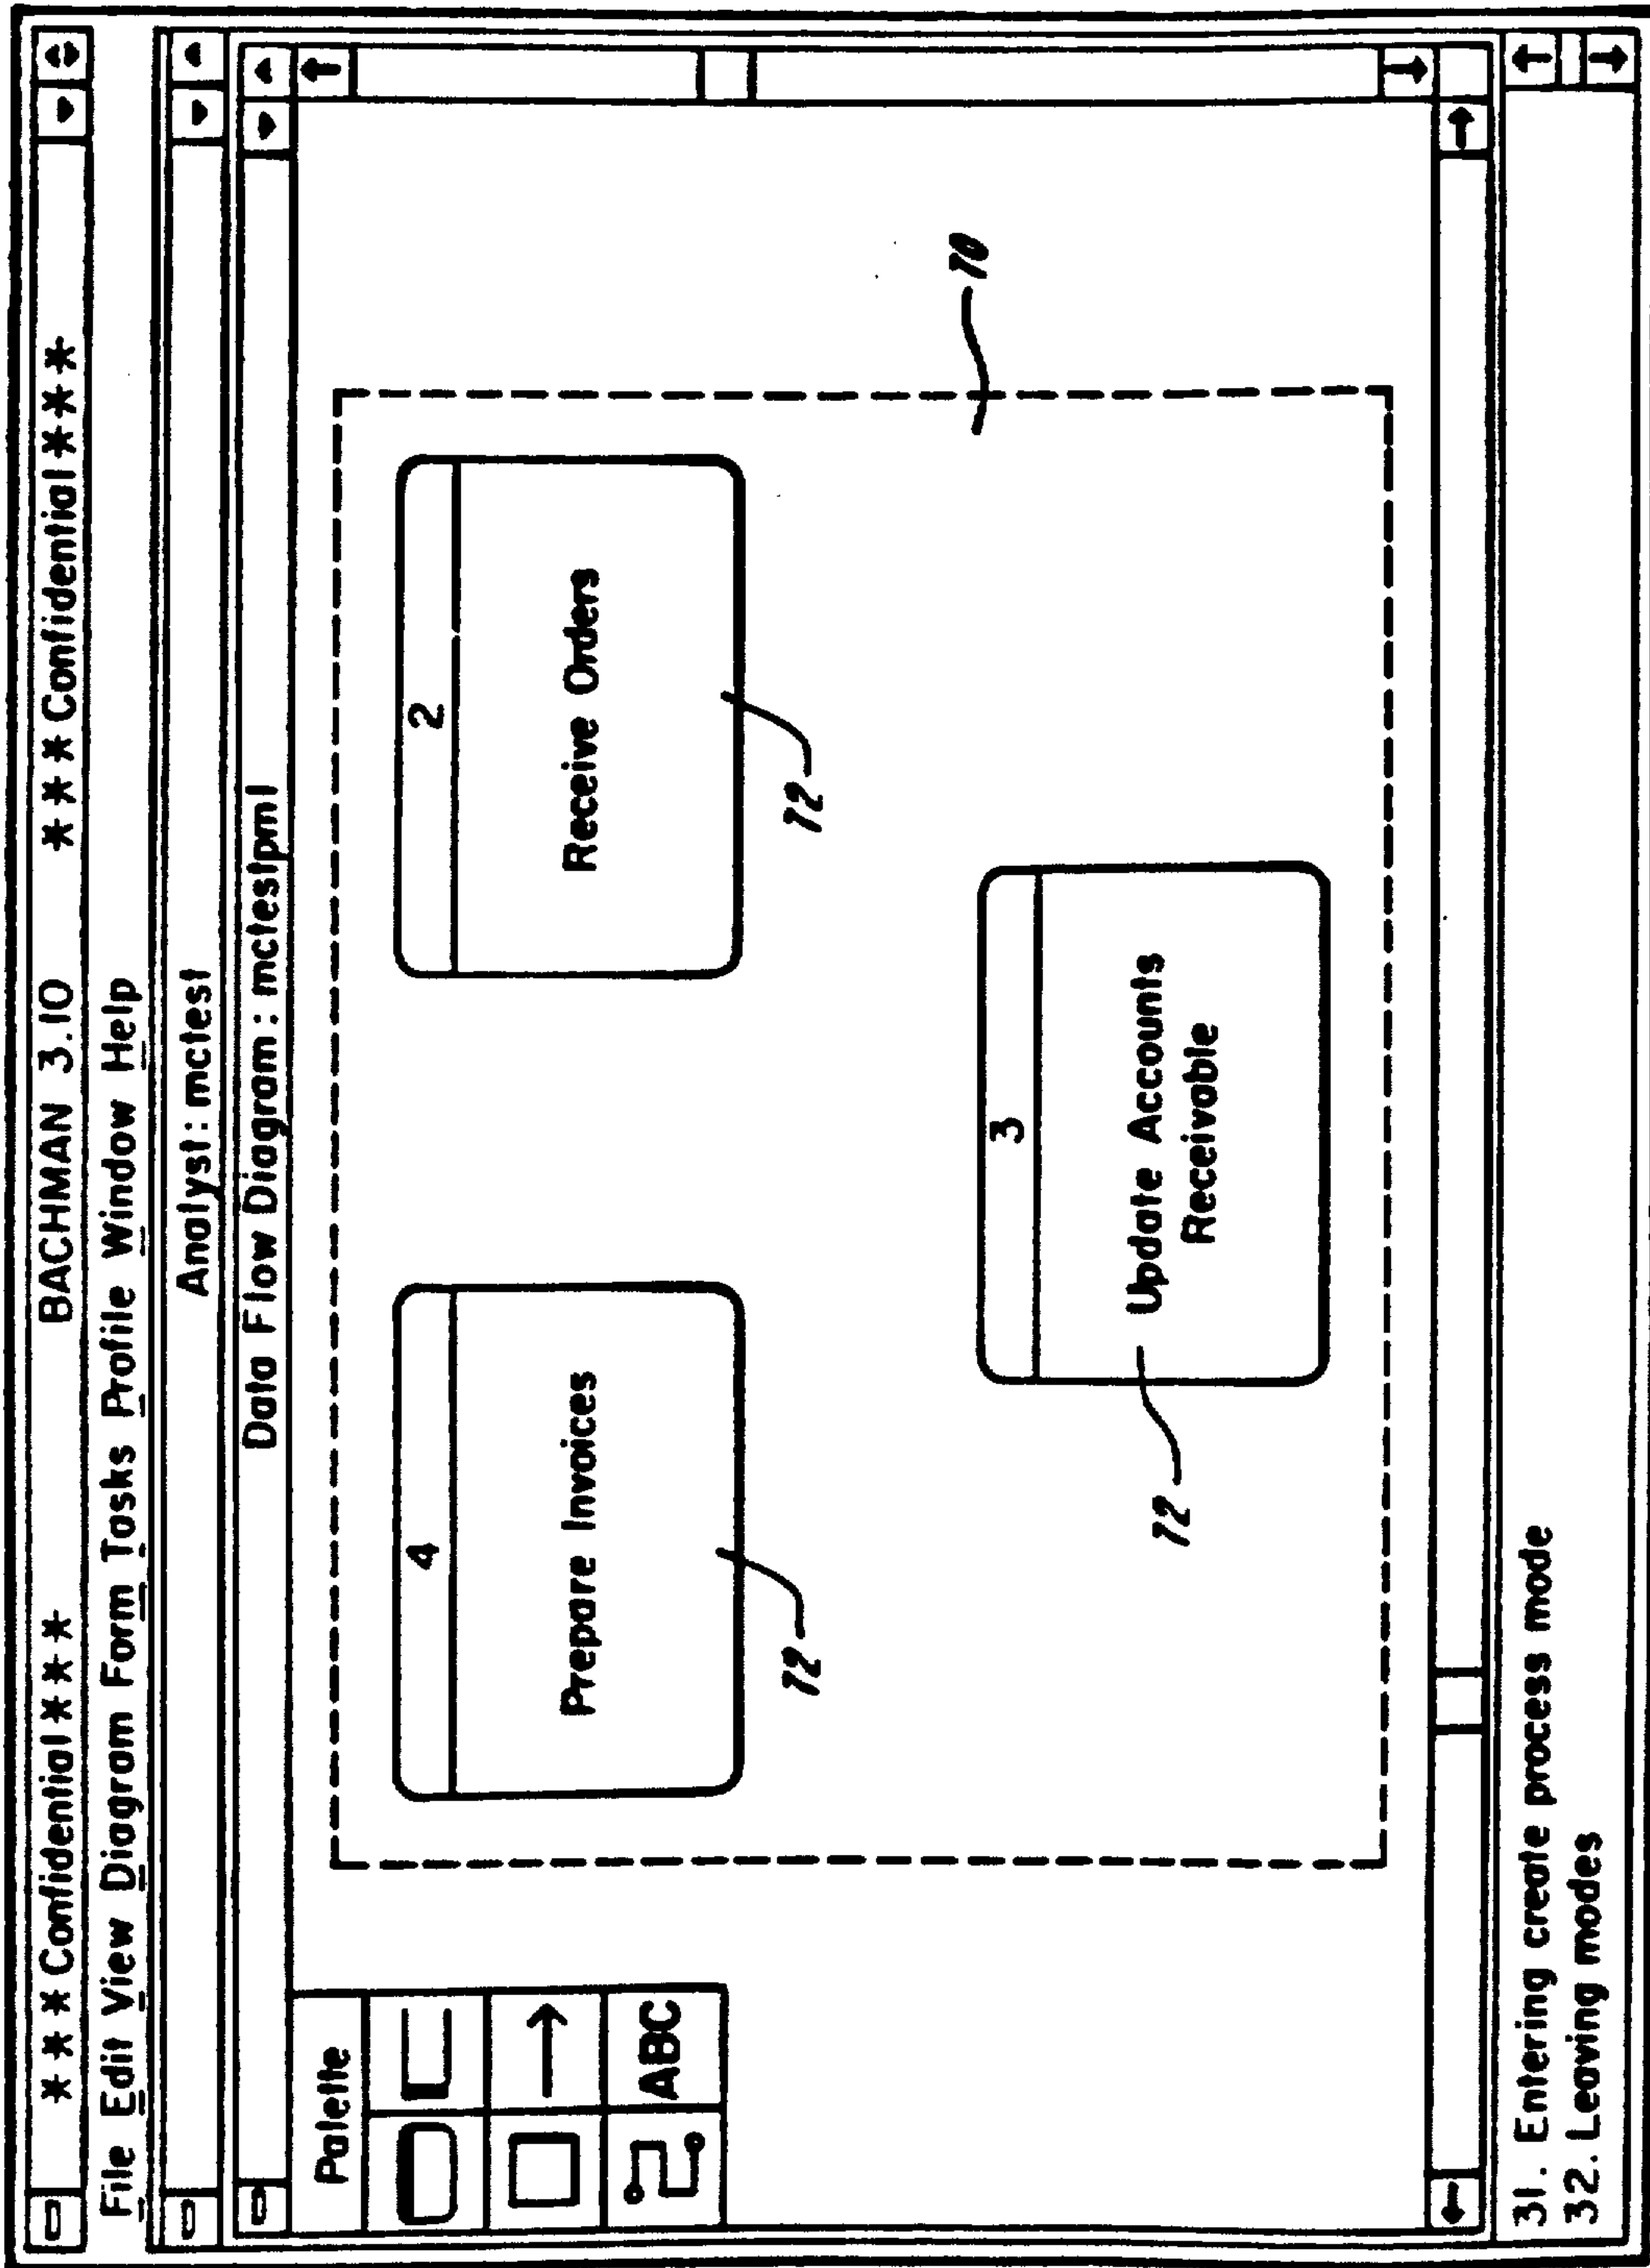 ***Confidential*** BACHMAN 3.10 ***Confidential***
File Edit View Diagram Form Tasks Profile Window Help
Analyst: mctest
Data Flow Diagram: mctestpm1
Palette
ABC
4
Prepare Invoices
72
2
Receive Orders
72
70
3
Update Accounts
Receivable
72
31. Entering create process mode
32. Leaving modes